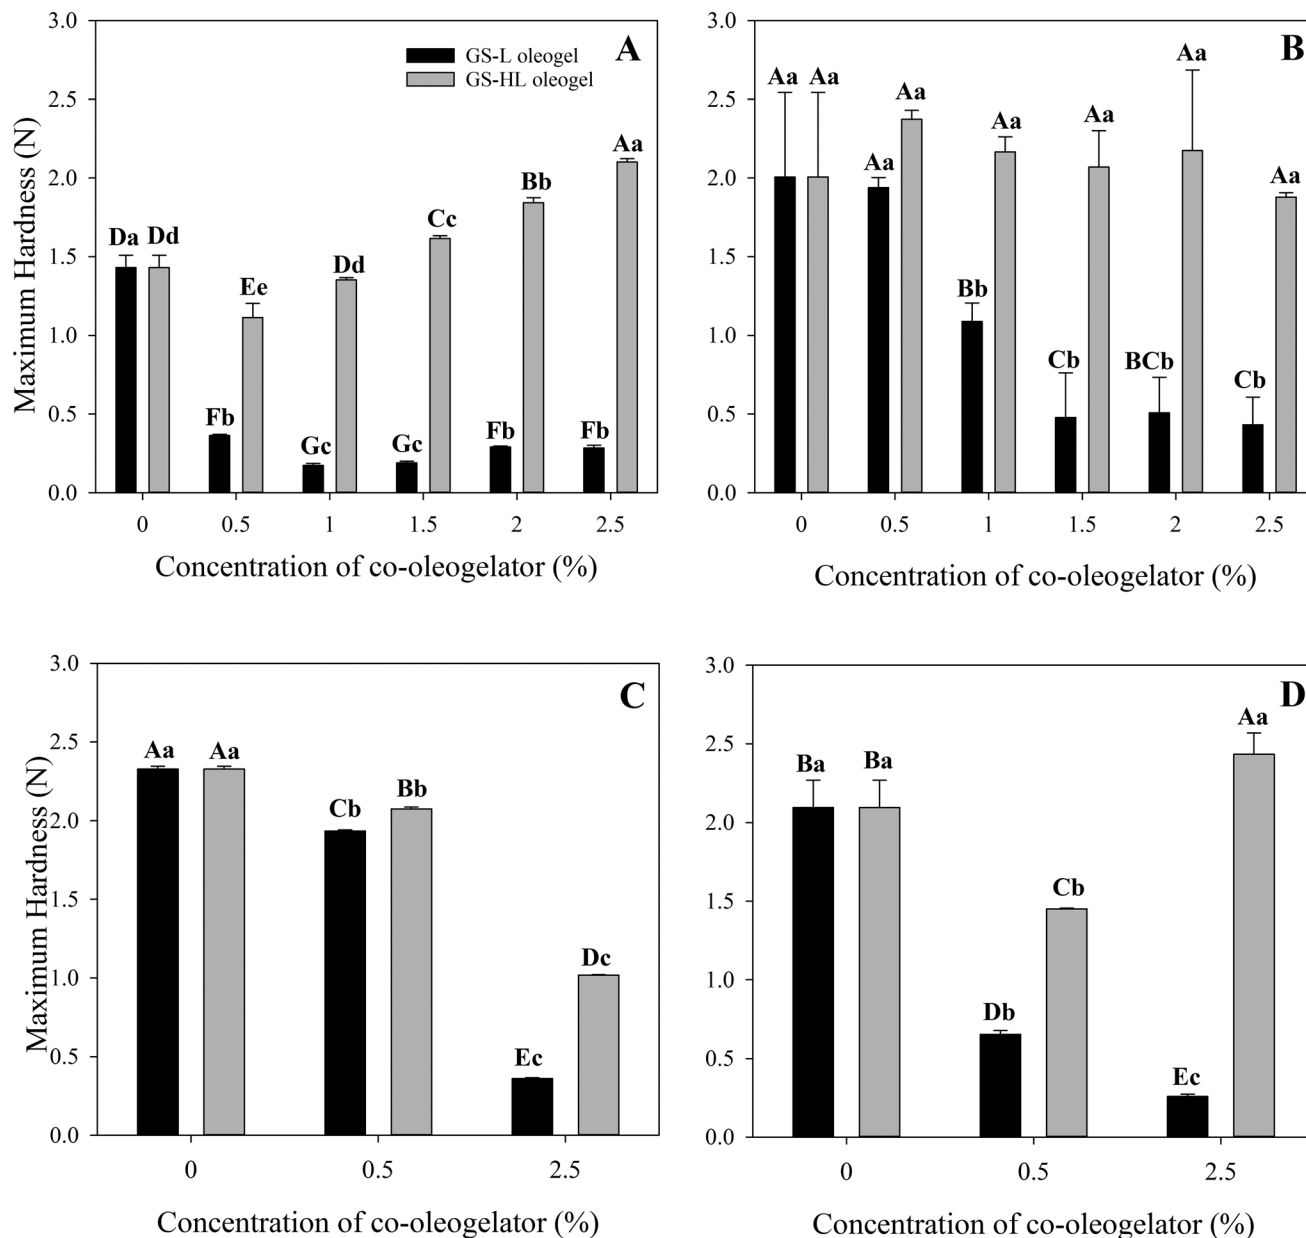 A
GS-L oleogel
GS-HL oleogel
Maximum Hardness (N)
3.0
2.5
2.0
1.5
1.0
0.5
0.0
Da Dd
Fb Ee
Gc Dd
Gc Cc
Fb Bb
Fb Aa
0 0.5 1 1.5 2 2.5
Concentration of co-oleogelator (%)
B
3.0
2.5
2.0
1.5
1.0
0.5
0.0
Aa Aa
Aa Aa
Bb Aa
Cb Aa
BCb Aa
Cb Aa
0 0.5 1 1.5 2 2.5
Concentration of co-oleogelator (%)
C
Maximum Hardness (N)
3.0
2.5
2.0
1.5
1.0
0.5
0.0
Aa Aa
Cb Bb
Ec Dc
0 0.5 2.5
Concentration of co-oleogelator (%)
D
3.0
2.5
2.0
1.5
1.0
0.5
0.0
Ba Ba
Db Cb
Ec Aa
0 0.5 2.5
Concentration of co-oleogelator (%)